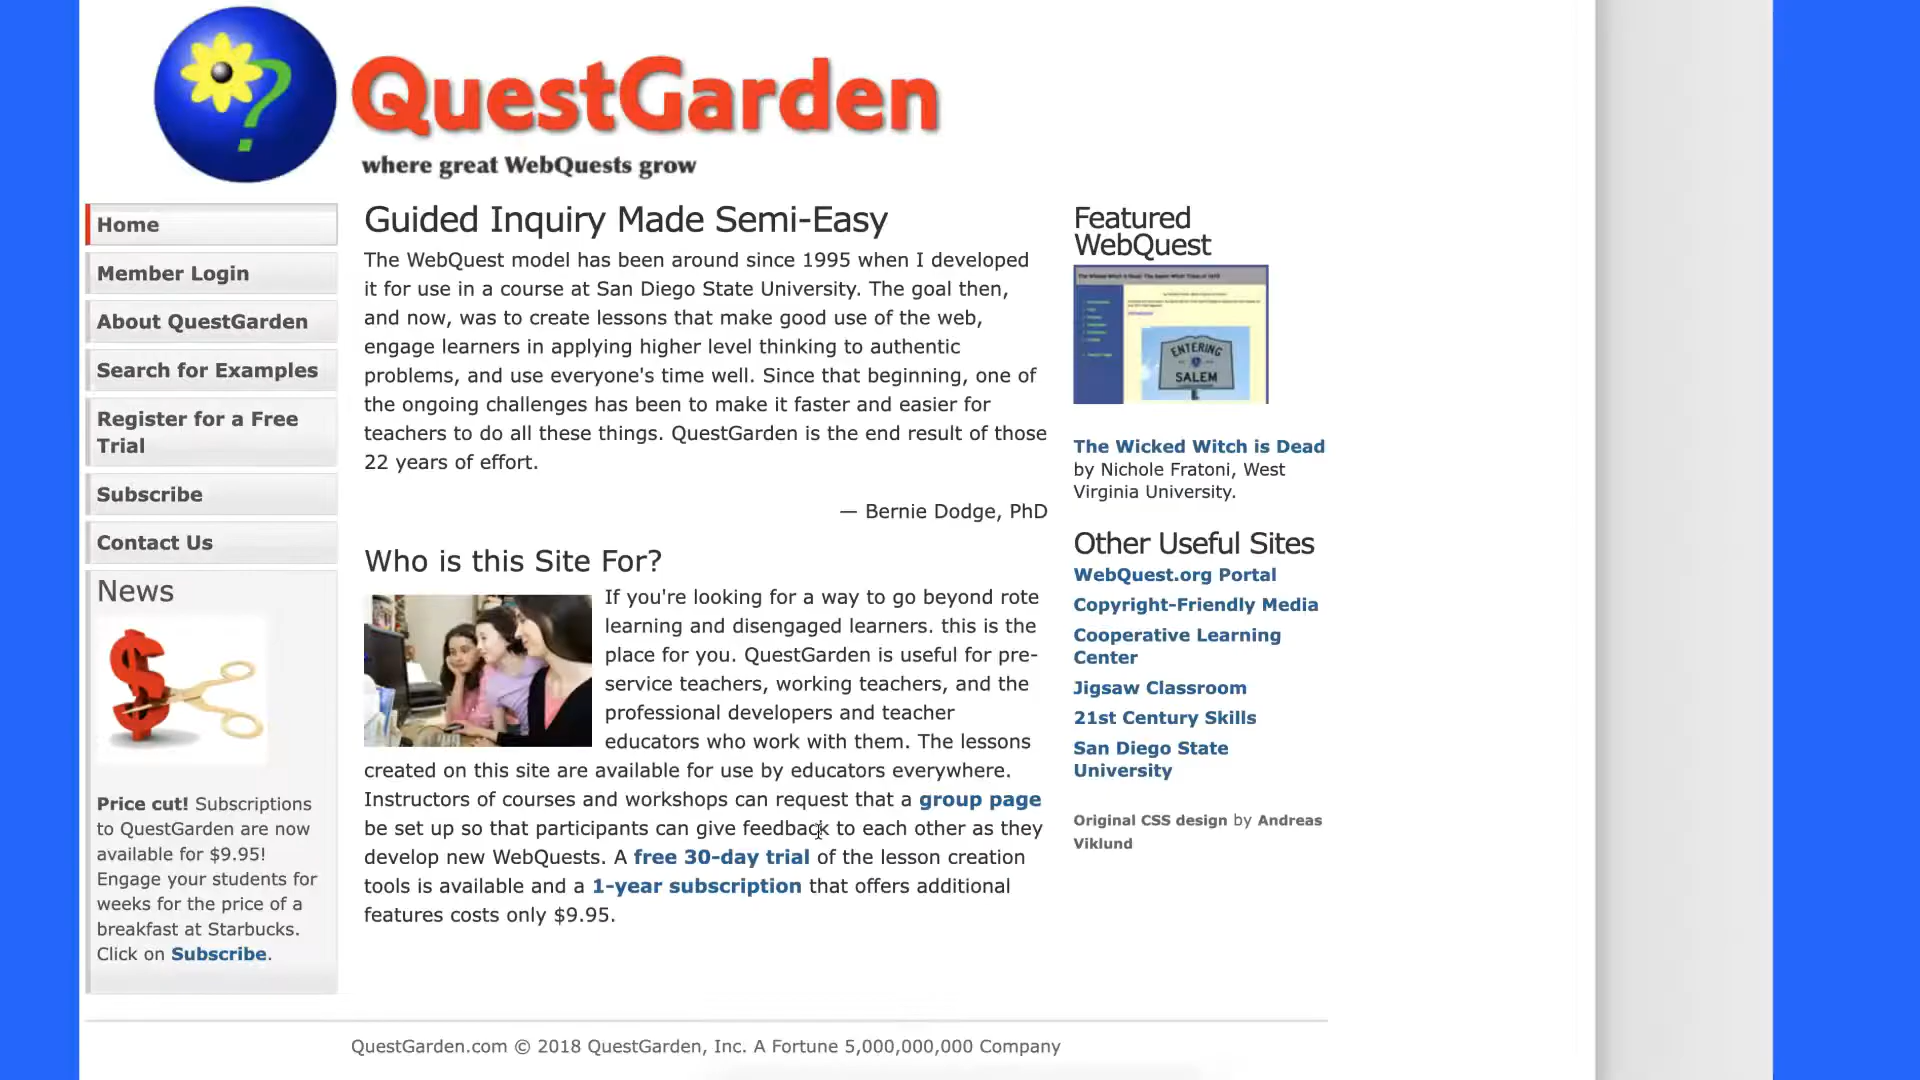 QuestGarden
where great WebQuests grow
Home
Member Login
About QuestGarden
Search for Examples
Register for a Free
Trial
Subscribe
Contact Us
News
Price cut! Subscriptions
to QuestGarden are now
available for $9.95!
Engage your students for
weeks for the price of a
breakfast at Starbucks.
Click on Subscribe.
Guided Inquiry Made Semi-Easy
The WebQuest model has been around since 1995 when I developed
it for use in a course at San Diego State University. The goal then,
and now, was to create lessons that make good use of the web,
engage learners in applying higher level thinking to authentic
problems, and use everyone's time well. Since that beginning, one of
the ongoing challenges has been to make it faster and easier for
teachers to do all these things. QuestGarden is the end result of those
22 years of effort.
— Bernie Dodge, PhD
Who is this Site For?
If you're looking for a way to go beyond rote
learning and disengaged learners. this is the
place for you. QuestGarden is useful for pre-
service teachers, working teachers, and the
professional developers and teacher
educators who work with them. The lessons
created on this site are available for use by educators everywhere.
Instructors of courses and workshops can request that a group page
be set up so that participants can give feedback to each other as they
develop new WebQuests. A free 30-day trial of the lesson creation
tools is available and a 1-year subscription that offers additional
features costs only $9.95.
Featured
WebQuest
ENTERING
SALEM
The Wicked Witch is Dead
by Nichole Fratoni, West
Virginia University.
Other Useful Sites
WebQuest.org Portal
Copyright-Friendly Media
Cooperative Learning
Center
Jigsaw Classroom
21st Century Skills
San Diego State
University
Original CSS design by Andreas
Viklund
QuestGarden.com © 2018 QuestGarden, Inc. A Fortune 5,000,000,000 Company